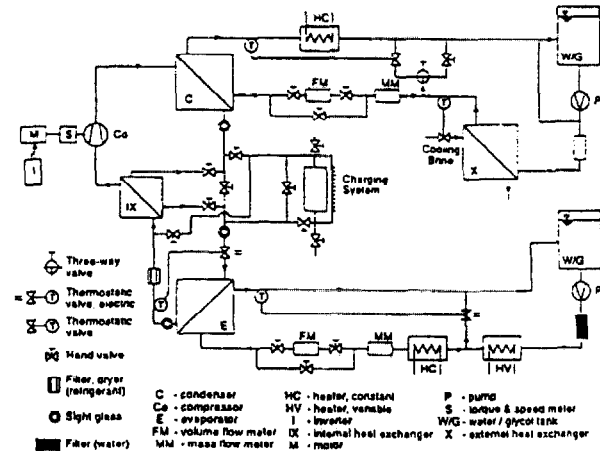 HC
W/G
T
T
P
C
FM
MM
T
M
S
Co
Cooling
Brine
X
I
Charging
System
IX
W/G
T
T
P
E
FM
MM
HC
HV
Three-way
valve
Thermostatic
valve, electric
Thermostatic
valve
Hand valve
Filter, dryer
(refrigerant)
Sight glass
Filter (water)
C - condenser
Co - compressor
E - evaporator
FM - volume flow meter
MM - mass flow meter
HC - heater, constant
HV - heater, variable
I - inverter
IX - internal heat exchanger
M - motor
P - pump
S - torque & speed meter
W/G - water / glycol tank
X - external heat exchanger